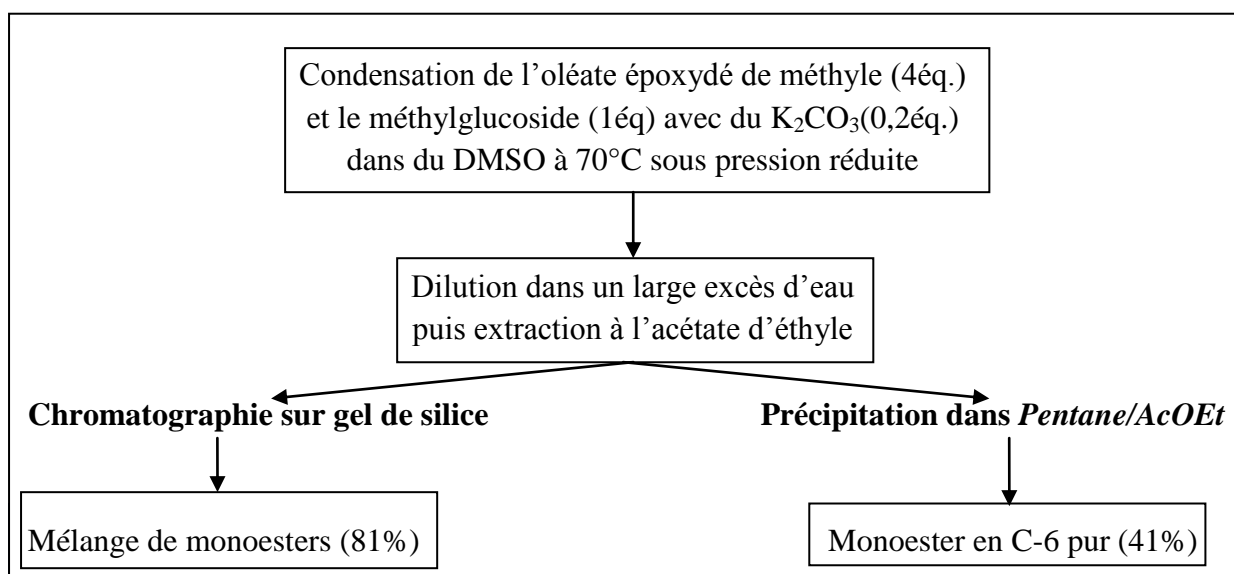 Condensation de l’oléate époxydé de méthyle (4éq.)
et le méthylglucoside (1éq) avec du K₂CO₃(0,2éq.)
dans du DMSO à 70°C sous pression réduite
Dilution dans un large excès d’eau
puis extraction à l’acétate d’éthyle
Chromatographie sur gel de silice
Précipitation dans Pentane/AcOEt
Mélange de monoesters (81%)
Monoester en C-6 pur (41%)